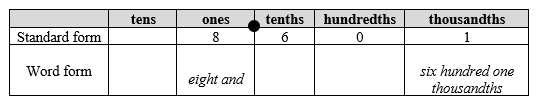 tens ones tenths hundredths thousandths
Standard form 8 6 0 1
Word form eight and six hundred one
thousandths